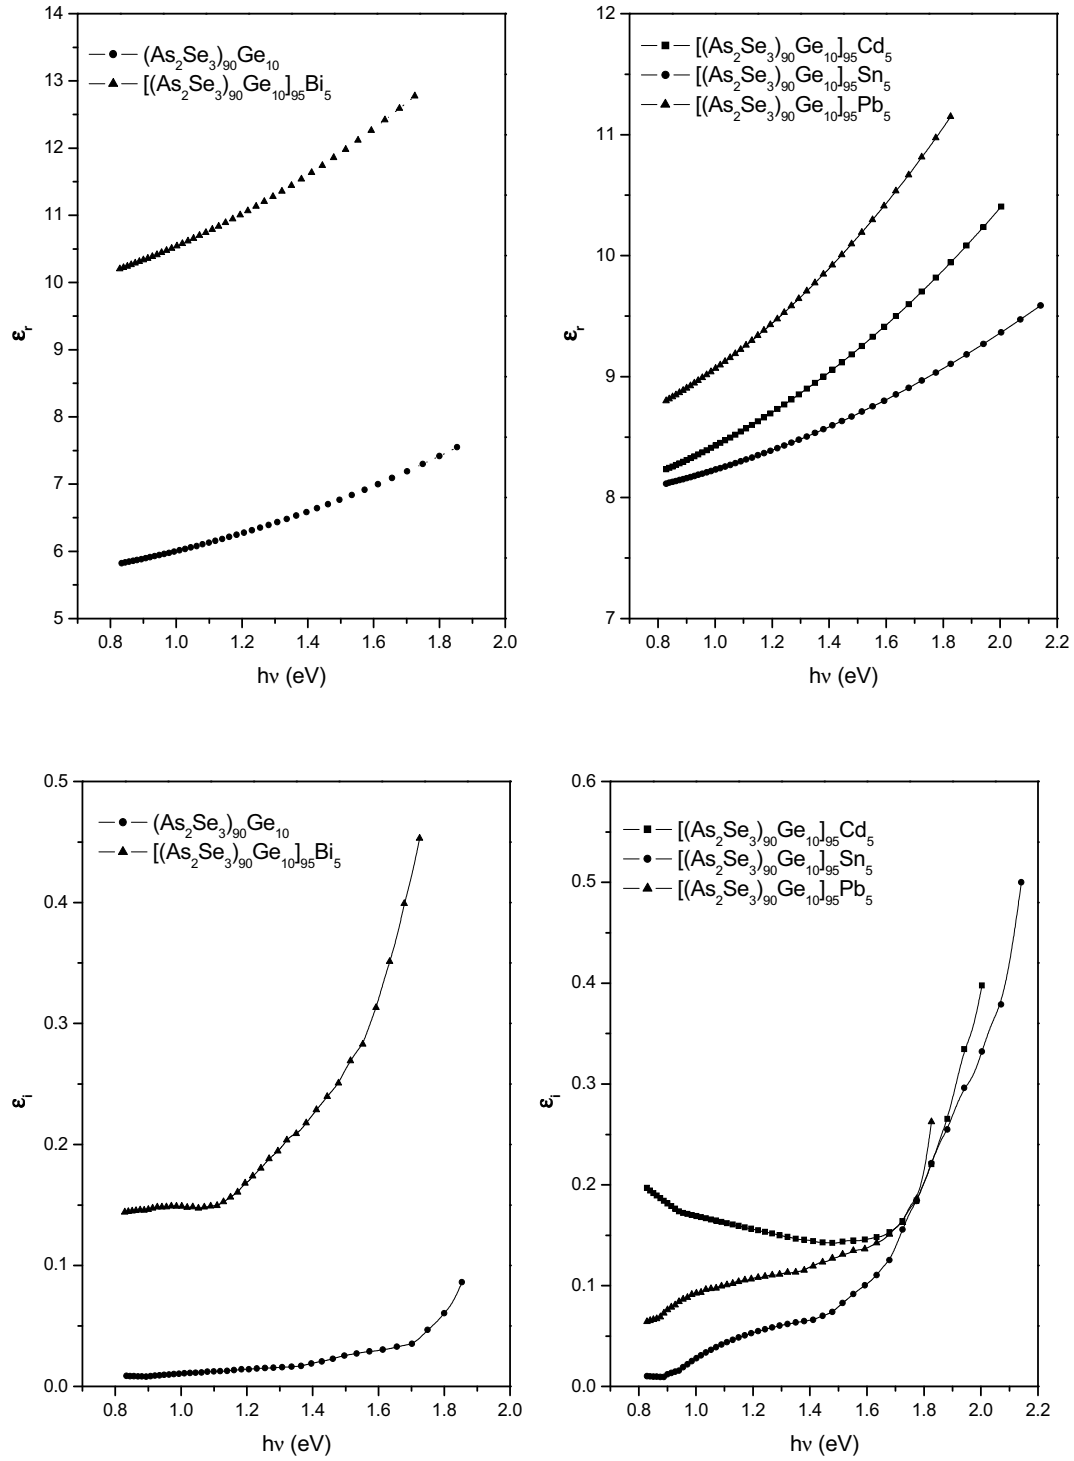 14
13
12
11
10
9
8
7
6
5
εr
(As2Se3)90Ge10
[(As2Se3)90Ge10]95Bi5
0.8 1.0 1.2 1.4 1.6 1.8 2.0
hν (eV)
12
11
10
9
8
7
εr
[(As2Se3)90Ge10]95Cd5
[(As2Se3)90Ge10]95Sn5
[(As2Se3)90Ge10]95Pb5
0.8 1.0 1.2 1.4 1.6 1.8 2.0 2.2
hν (eV)
0.5
0.4
0.3
0.2
0.1
0.0
εi
(As2Se3)90Ge10
[(As2Se3)90Ge10]95Bi5
0.8 1.0 1.2 1.4 1.6 1.8 2.0
hν (eV)
0.6
0.5
0.4
0.3
0.2
0.1
0.0
εi
[(As2Se3)90Ge10]95Cd5
[(As2Se3)90Ge10]95Sn5
[(As2Se3)90Ge10]95Pb5
0.8 1.0 1.2 1.4 1.6 1.8 2.0 2.2
hν (eV)